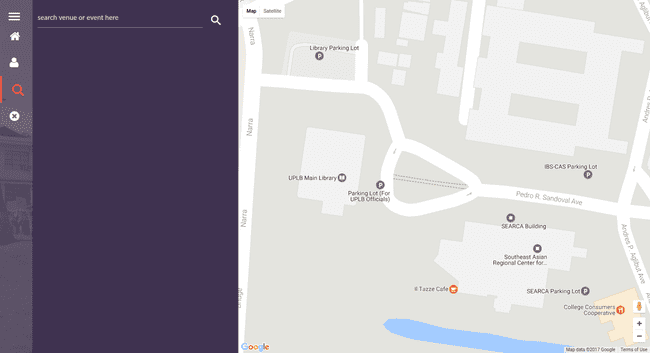 search venue or event here
Map Satellite
Narra
Library Parking Lot
Narra
UPLB Main Library
Parking Lot (For
UPLB Officials)
IBS-CAS Parking Lot
Pedro R. Sandoval Ave
Narra
SEARCA Building
Southeast Asian
Regional Center for...
Il Tazze Cafe
SEARCA Parking Lot
College Consumers
Cooperative
Andres P. Aglibut Ave
Google
Map data ©2017 Google Terms of Use